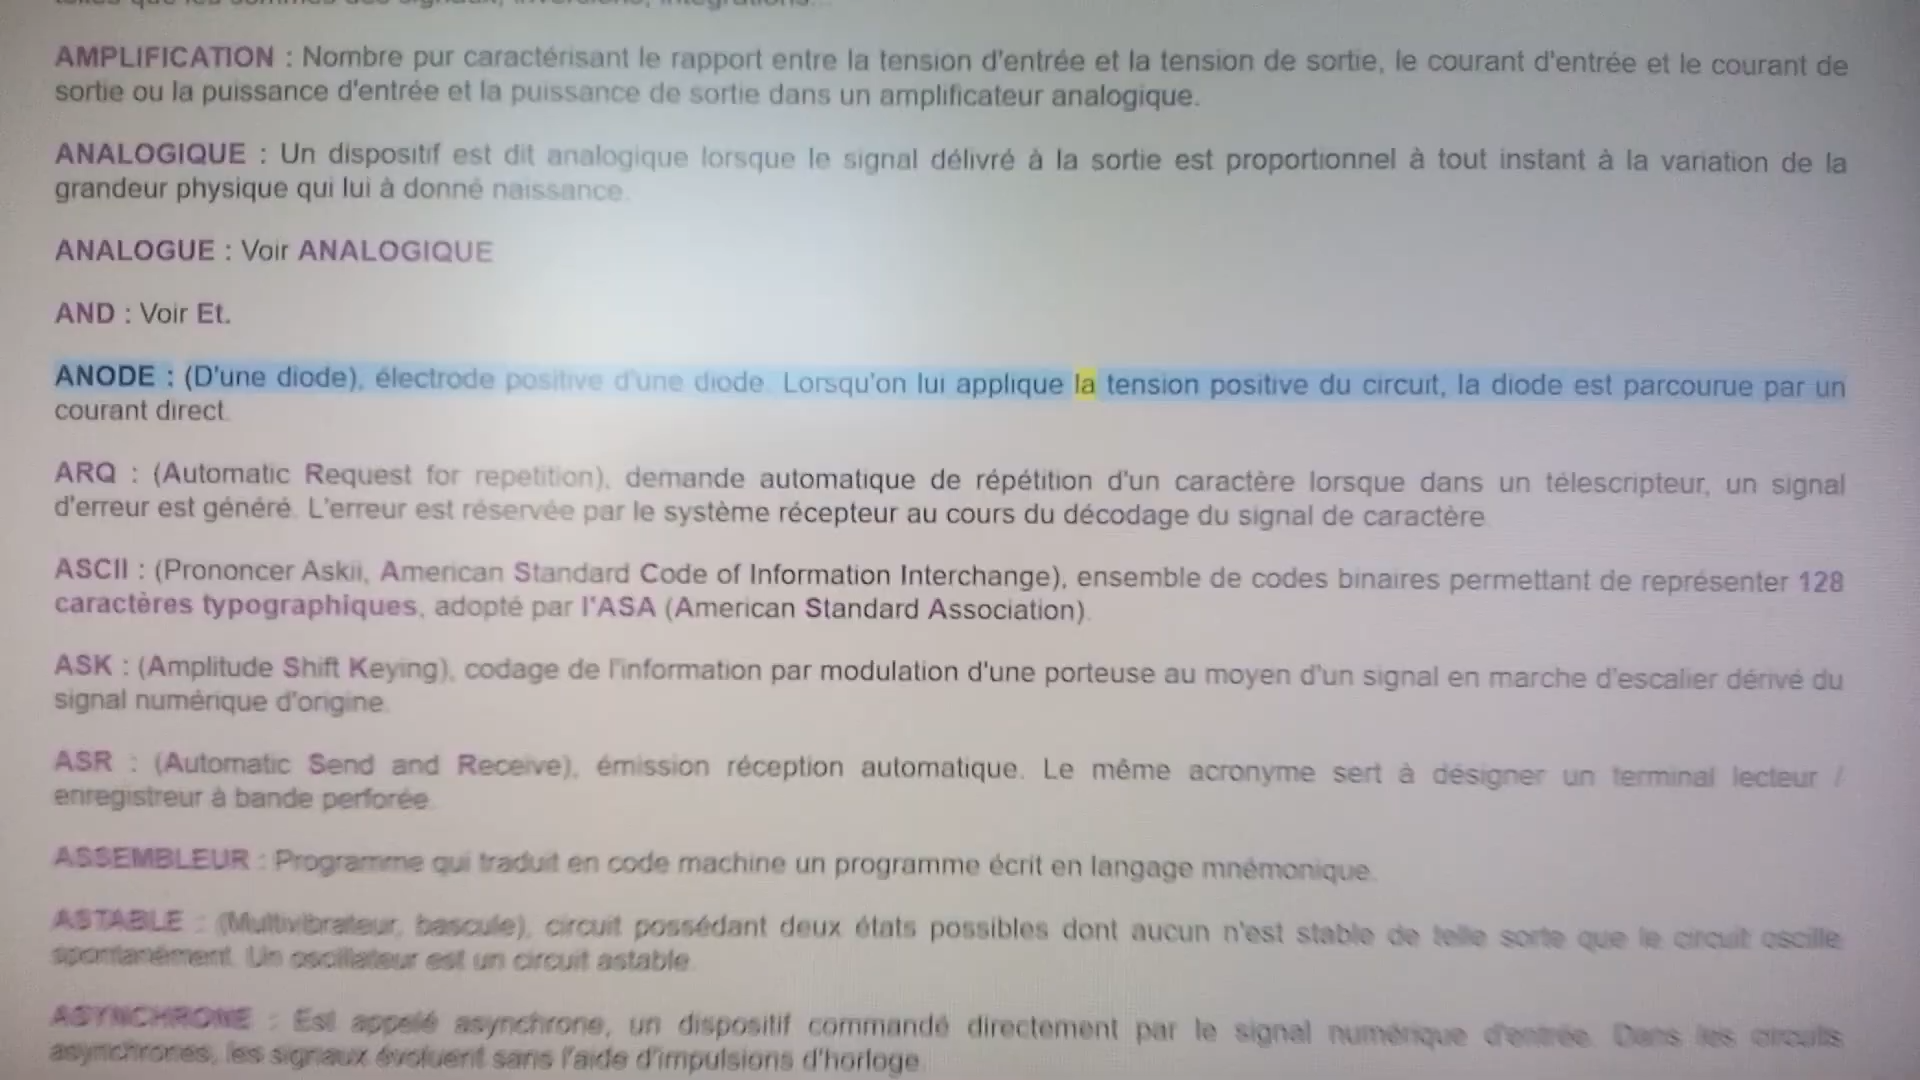 telles que les sommes des signaux, inversions, intégrations...
AMPLIFICATION : Nombre pur caractérisant le rapport entre la tension d'entrée et la tension de sortie, le courant d'entrée et le courant de
sortie ou la puissance d'entrée et la puissance de sortie dans un amplificateur analogique.
ANALOGIQUE : Un dispositif est dit analogique lorsque le signal délivré à la sortie est proportionnel à tout instant à la variation de la
grandeur physique qui lui à donné naissance.
ANALOGUE : Voir ANALOGIQUE
AND : Voir Et.
ANODE : (D'une diode), électrode positive d'une diode. Lorsqu'on lui applique la tension positive du circuit, la diode est parcourue par un
courant direct.
ARQ : (Automatic Request for repetition), demande automatique de répétition d'un caractère lorsque dans un télescripteur, un signal
d'erreur est généré. L'erreur est réservée par le système récepteur au cours du décodage du signal de caractère.
ASCII : (Prononcer Askii, American Standard Code of Information Interchange), ensemble de codes binaires permettant de représenter 128
caractères typographiques, adopté par l'ASA (American Standard Association).
ASK : (Amplitude Shift Keying), codage de l'information par modulation d'une porteuse au moyen d'un signal en marche d'escalier dérivé du
signal numérique d'origine.
ASR : (Automatic Send and Receive), émission réception automatique. Le même acronyme sert à désigner un terminal lecteur /
enregistreur à bande perforée.
ASSEMBLEUR : Programme qui traduit en code machine un programme écrit en langage mnémonique.
ASTABLE : (Multivibrateur, bascule), circuit possédant deux états possibles dont aucun n'est stable de telle sorte que le circuit oscille
spontanément. Un oscillateur est un circuit astable.
ASYNCHRONE : Est appelé asynchrone, un dispositif commandé directement par le signal numérique d'entrée. Dans les circuits
asynchrones, les signaux évoluent sans l'aide d'impulsions d'horloge.